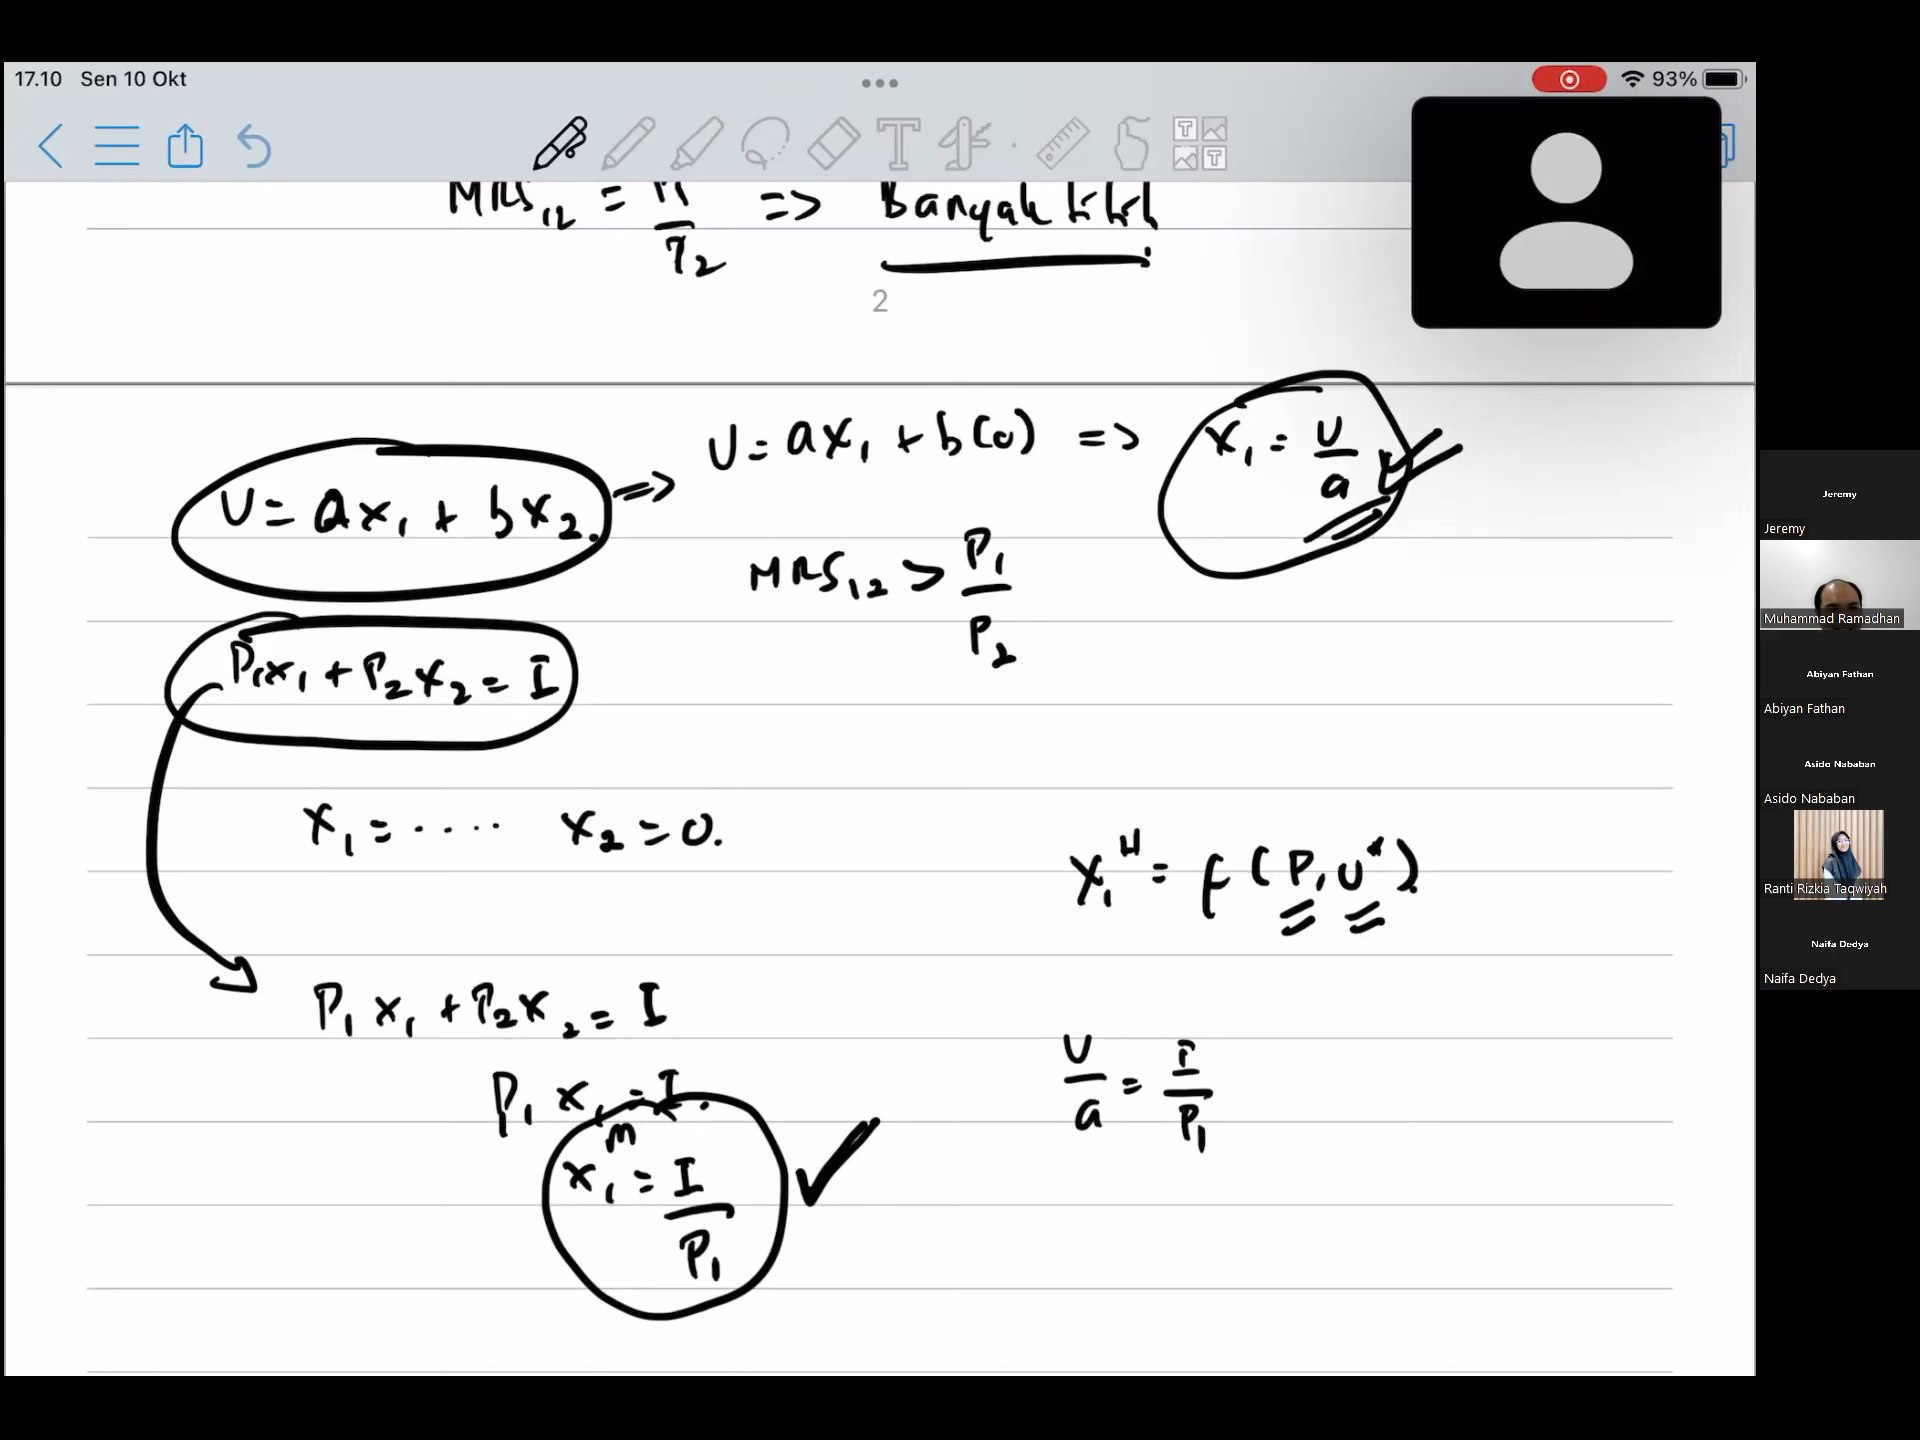 17.10 Sen 10 Okt
93%
MRS₁₂ = P₁/P₂ => Banyak titik
2
U = ax₁ + b(0) => x₁ = U/a
U = ax₁ + bx₂. =>
MRS₁₂ > P₁/P₂
P₁x₁ + P₂x₂ = I
x₁ = ..... x₂ = 0.
x₁ᴴ = f(P, U*)
P₁x₁ + P₂x₂ = I
U/a = I/P₁
P₁x₁ = I.
x₁ᵐ = I/P₁
Jeremy
Jeremy
Muhammad Ramadhan
Abiyan Fathan
Abiyan Fathan
Asido Nababan
Asido Nababan
Ranti Rizkia Taqwiyah
Naifa Dedya
Naifa Dedya